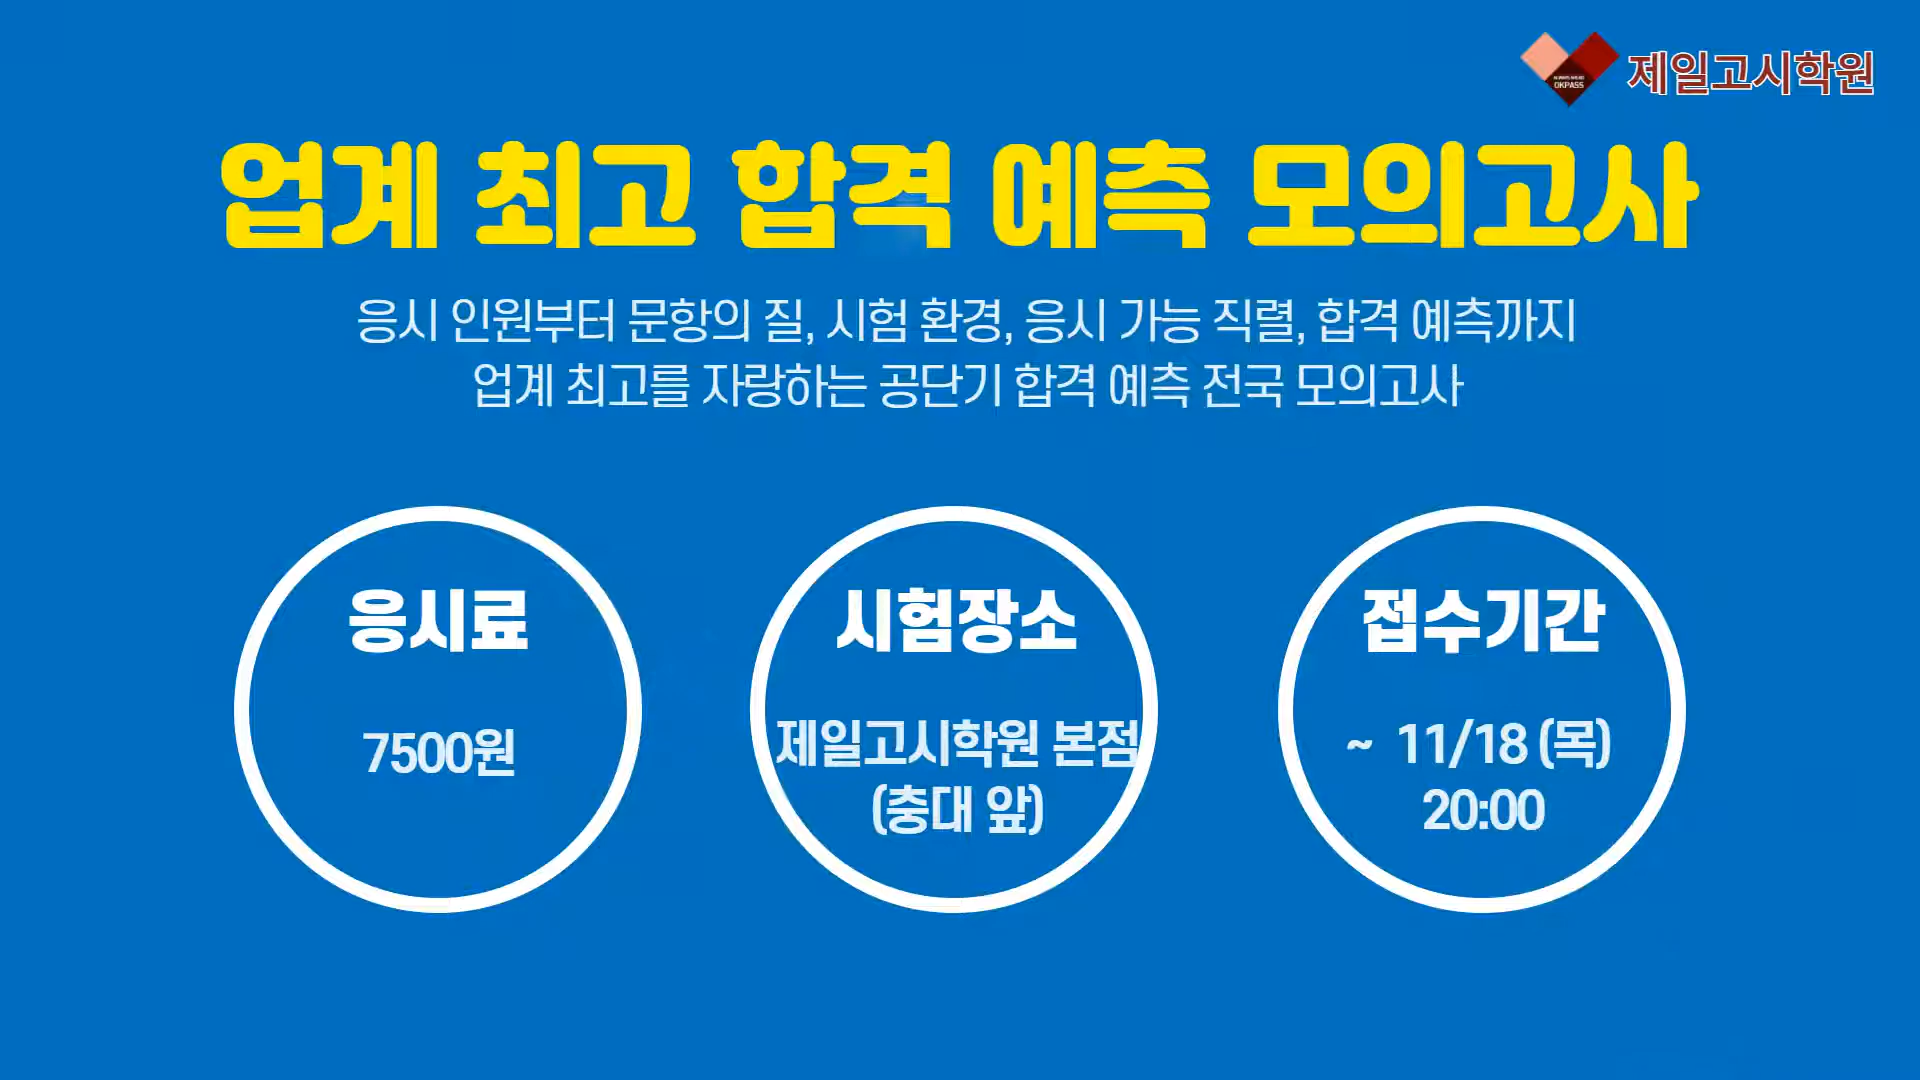 ALWAYS AHEAD
OKPASS
제일고시학원
업계 최고 합격 예측 모의고사
응시 인원부터 문항의 질, 시험 환경, 응시 가능 직렬, 합격 예측까지
업계 최고를 자랑하는 공단기 합격 예측 전국 모의고사
응시료
7500원
시험장소
제일고시학원 본점
(충대 앞)
접수기간
~ 11/18 (목)
20:00